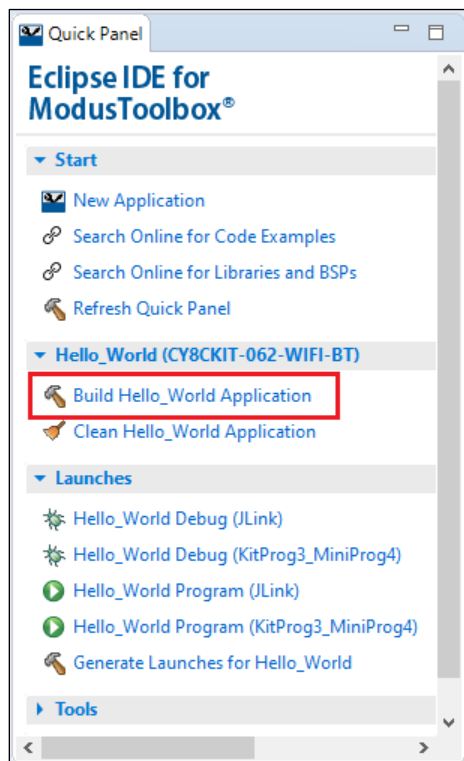 Quick Panel
Eclipse IDE for
ModusToolbox®
Start
New Application
Search Online for Code Examples
Search Online for Libraries and BSPs
Refresh Quick Panel
Hello_World (CY8CKIT-062-WIFI-BT)
Build Hello_World Application
Clean Hello_World Application
Launches
Hello_World Debug (JLink)
Hello_World Debug (KitProg3_MiniProg4)
Hello_World Program (JLink)
Hello_World Program (KitProg3_MiniProg4)
Generate Launches for Hello_World
Tools